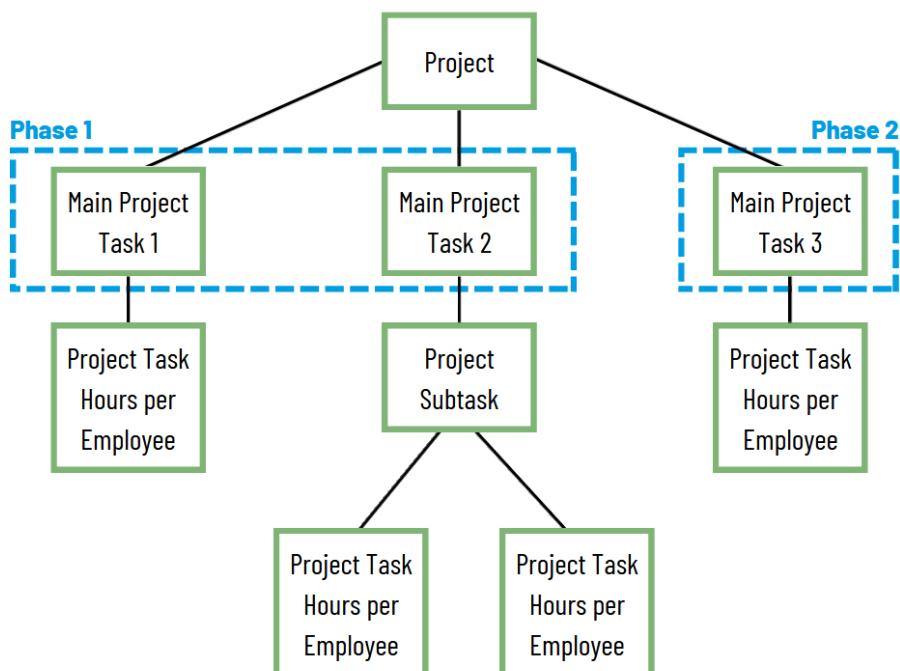 Project
Phase 1
Phase 2
Main Project
Task 1
Main Project
Task 2
Main Project
Task 3
Project Task
Hours per
Employee
Project
Subtask
Project Task
Hours per
Employee
Project Task
Hours per
Employee
Project Task
Hours per
Employee